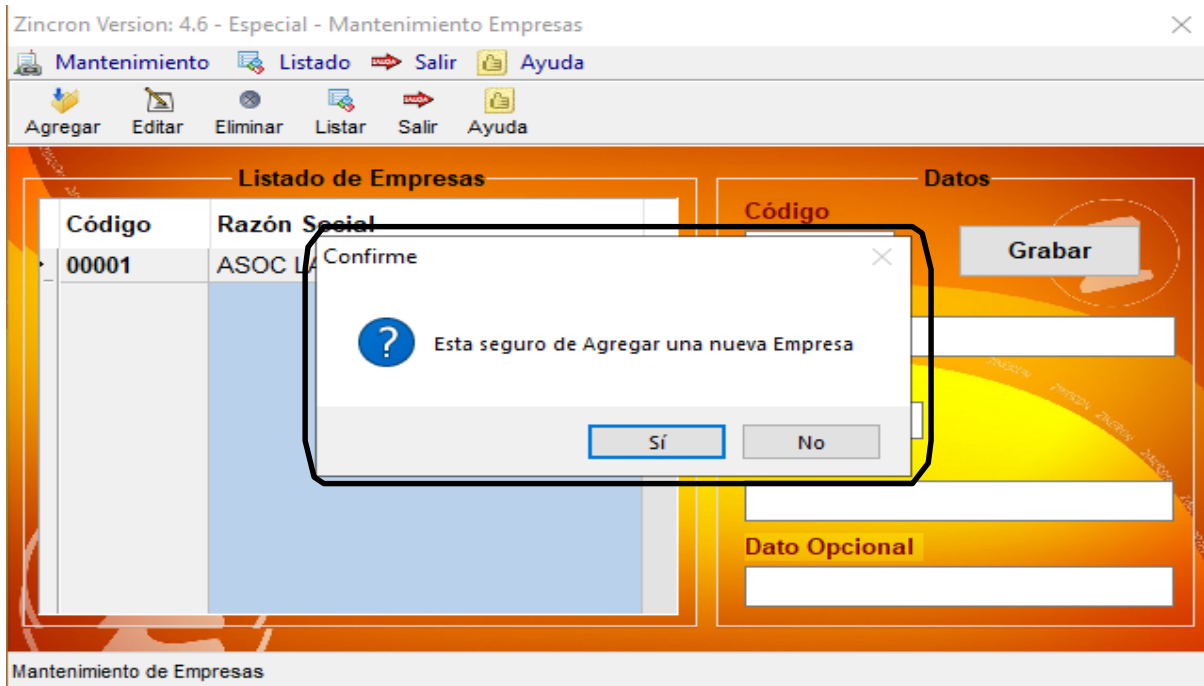 Zincron Version: 4.6 - Especial - Mantenimiento Empresas
Mantenimiento Listado Salir Ayuda
Agregar Editar Eliminar Listar Salir Ayuda
Listado de Empresas
Código Razón Social
00001 ASOC
Datos
Código
Grabar
Confirme
Esta seguro de Agregar una nueva Empresa
Sí No
Dato Opcional
Mantenimiento de Empresas